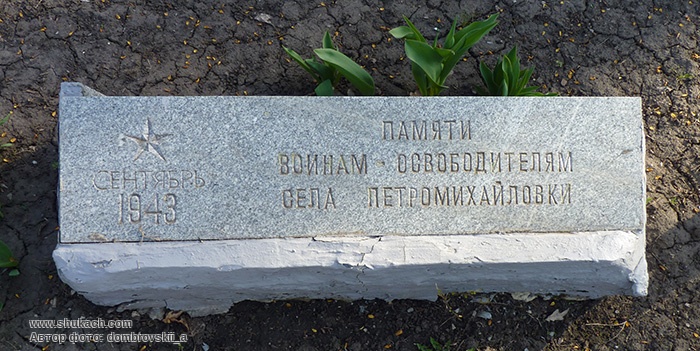 СЕНТЯБРЬ
1943
ПАМЯТИ
ВОИНАМ - ОСВОБОДИТЕЛЯМ
СЕЛА ПЕТРОМИХАЙЛОВКИ
www.shukach.com
Автор фото: dombrovskii_a